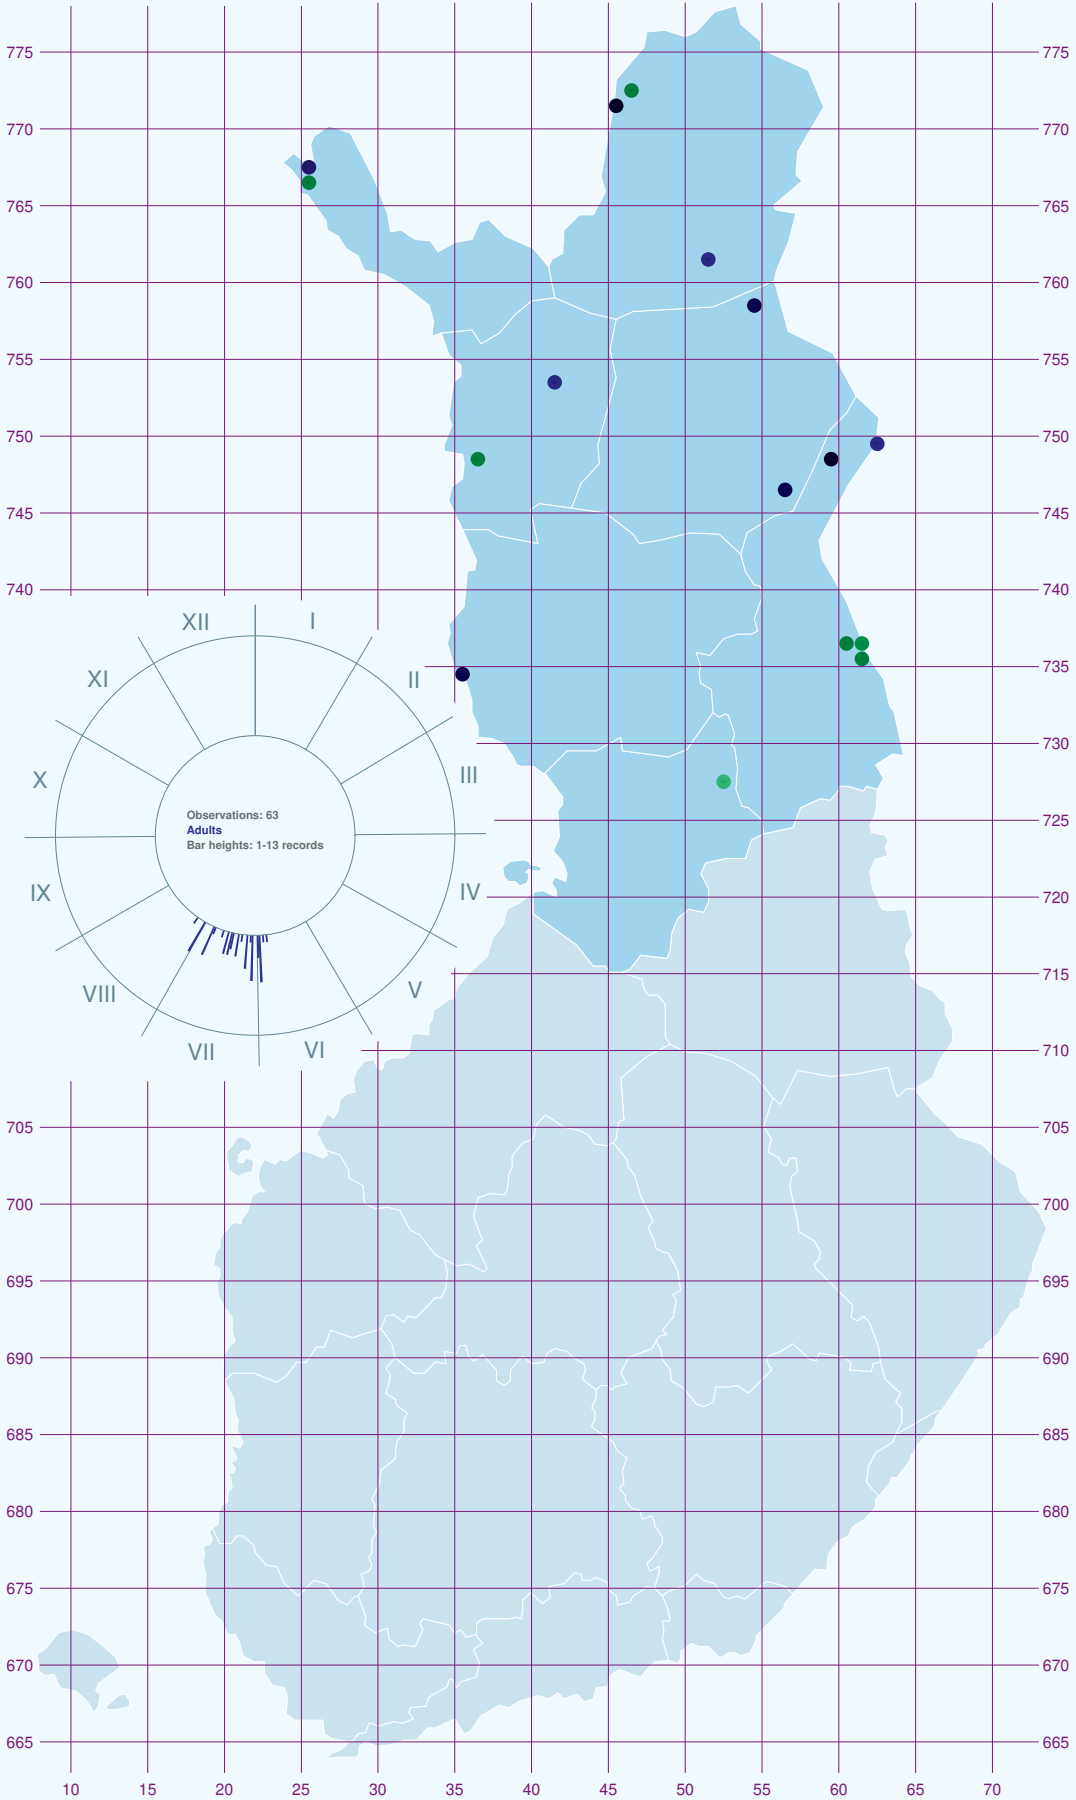 775 775
770 770
765 765
760 760
755 755
750 750
745 745
740 740
XII I
XI II
735
730
X III
725
Observations: 63
Adults
Bar heights: 1-13 records
IX IV
720
715
VIII V
VII VI
710
705 705
700 700
695 695
690 690
685 685
680 680
675 675
670 670
665 665
10 15 20 25 30 35 40 45 50 55 60 65 70